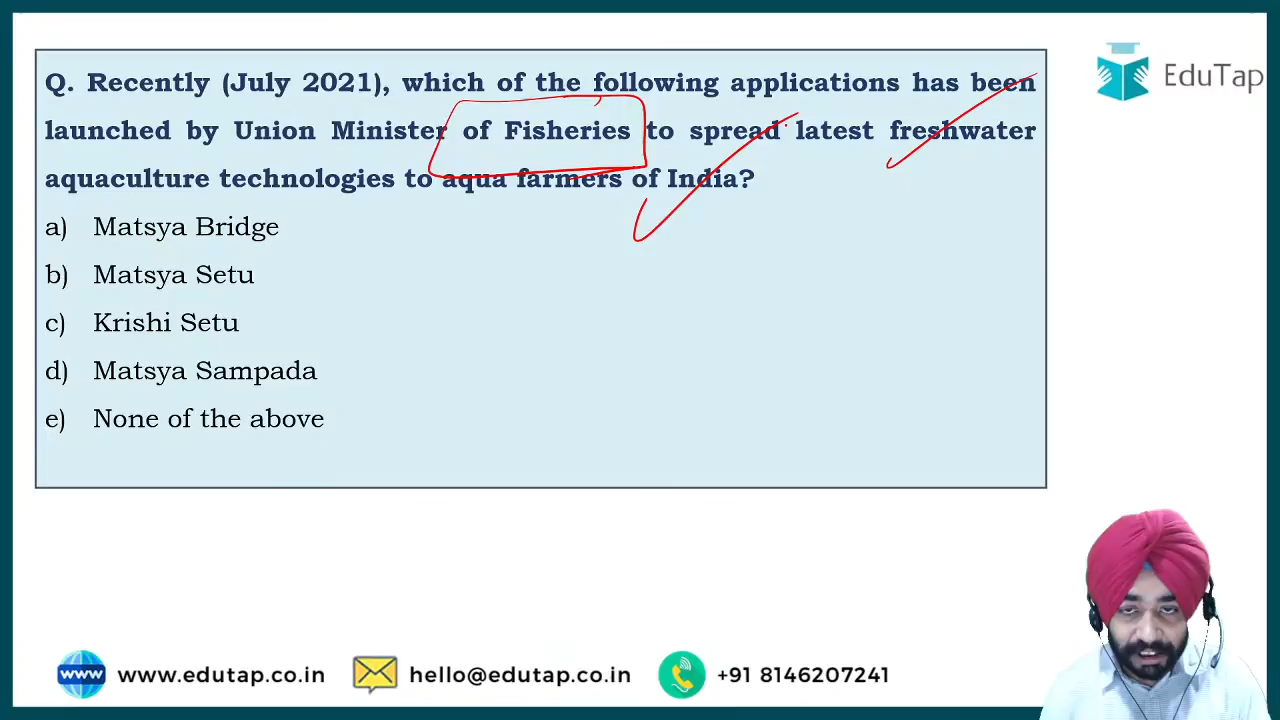 EduTap
Q. Recently (July 2021), which of the following applications has been
launched by Union Minister of Fisheries to spread latest freshwater
aquaculture technologies to aqua farmers of India?
a) Matsya Bridge
b) Matsya Setu
c) Krishi Setu
d) Matsya Sampada
e) None of the above
www www.edutap.co.in hello@edutap.co.in +91 8146207241